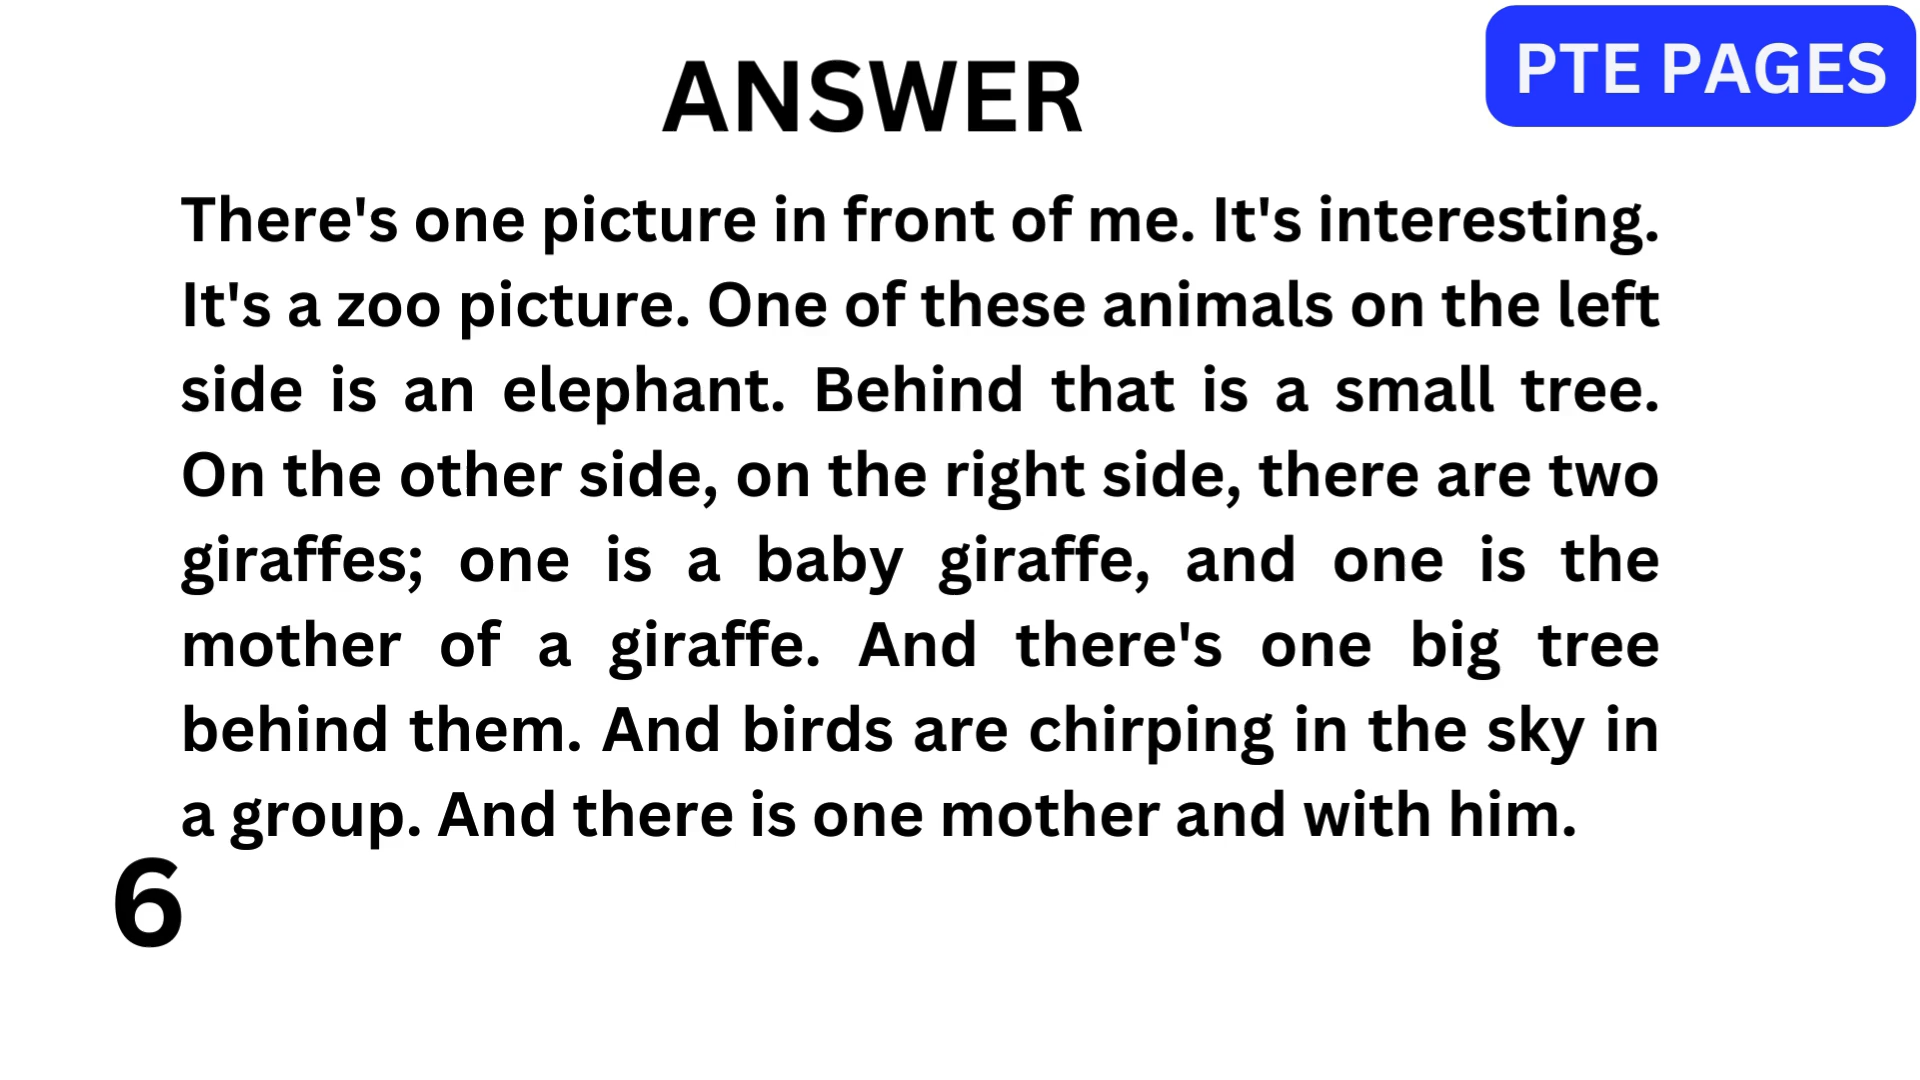 PTE PAGES
ANSWER
There's one picture in front of me. It's interesting.
It's a zoo picture. One of these animals on the left
side is an elephant. Behind that is a small tree.
On the other side, on the right side, there are two
giraffes; one is a baby giraffe, and one is the
mother of a giraffe. And there's one big tree
behind them. And birds are chirping in the sky in
a group. And there is one mother and with him.
6